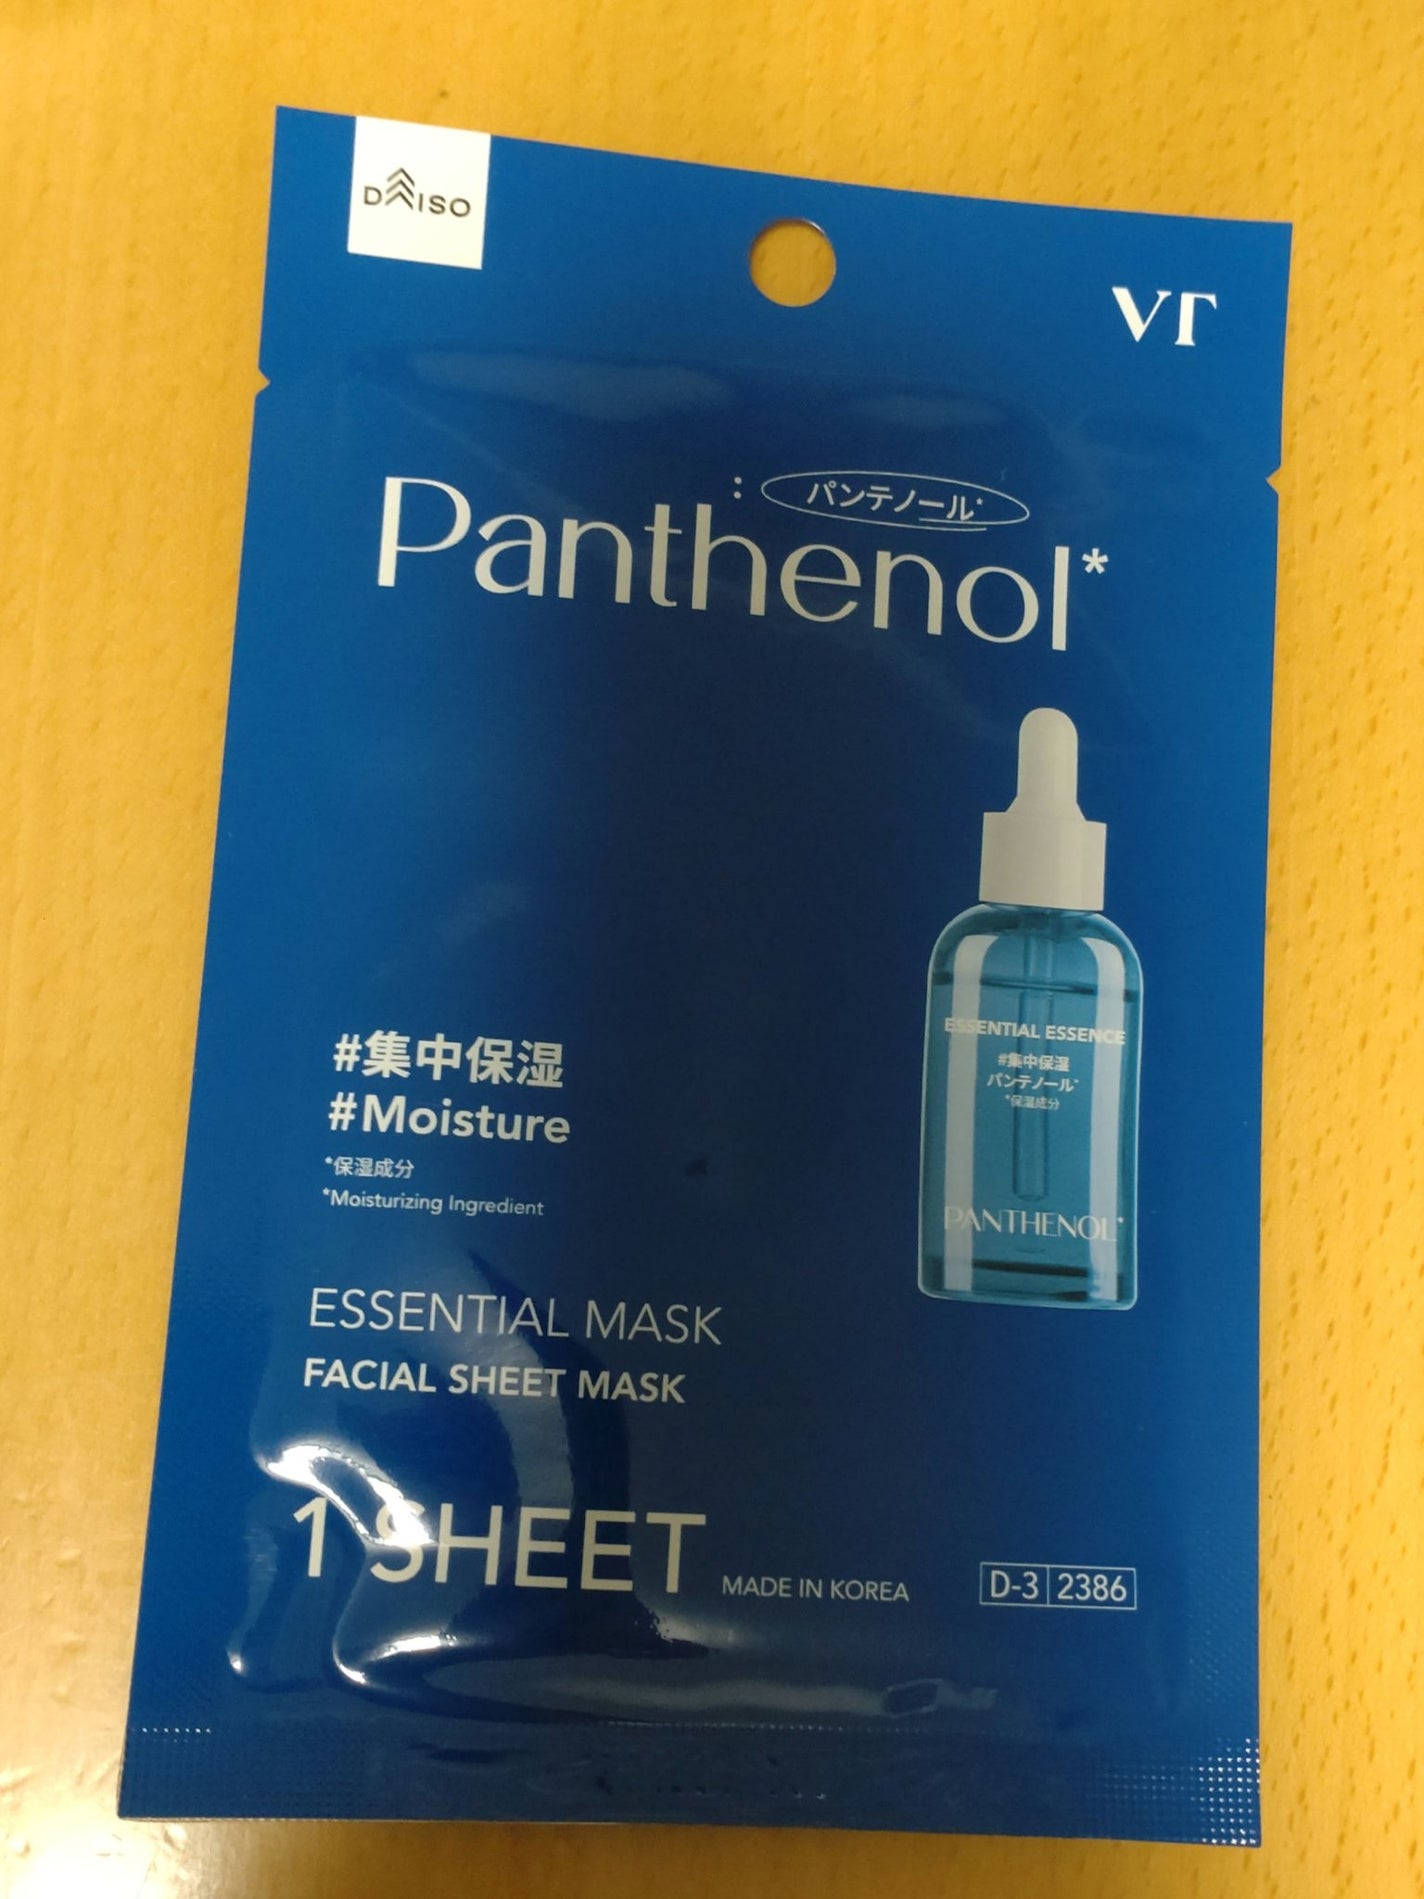 DAISO
VT
: パンテノール*
Panthenol*
#集中保湿
#Moisture
*保湿成分
*Moisturizing Ingredient
ESSENTIAL ESSENCE
#集中保湿
パンテノール*
*保湿成分
PANTHENOL*
ESSENTIAL MASK
FACIAL SHEET MASK
1 SHEET MADE IN KOREA D-3 2386